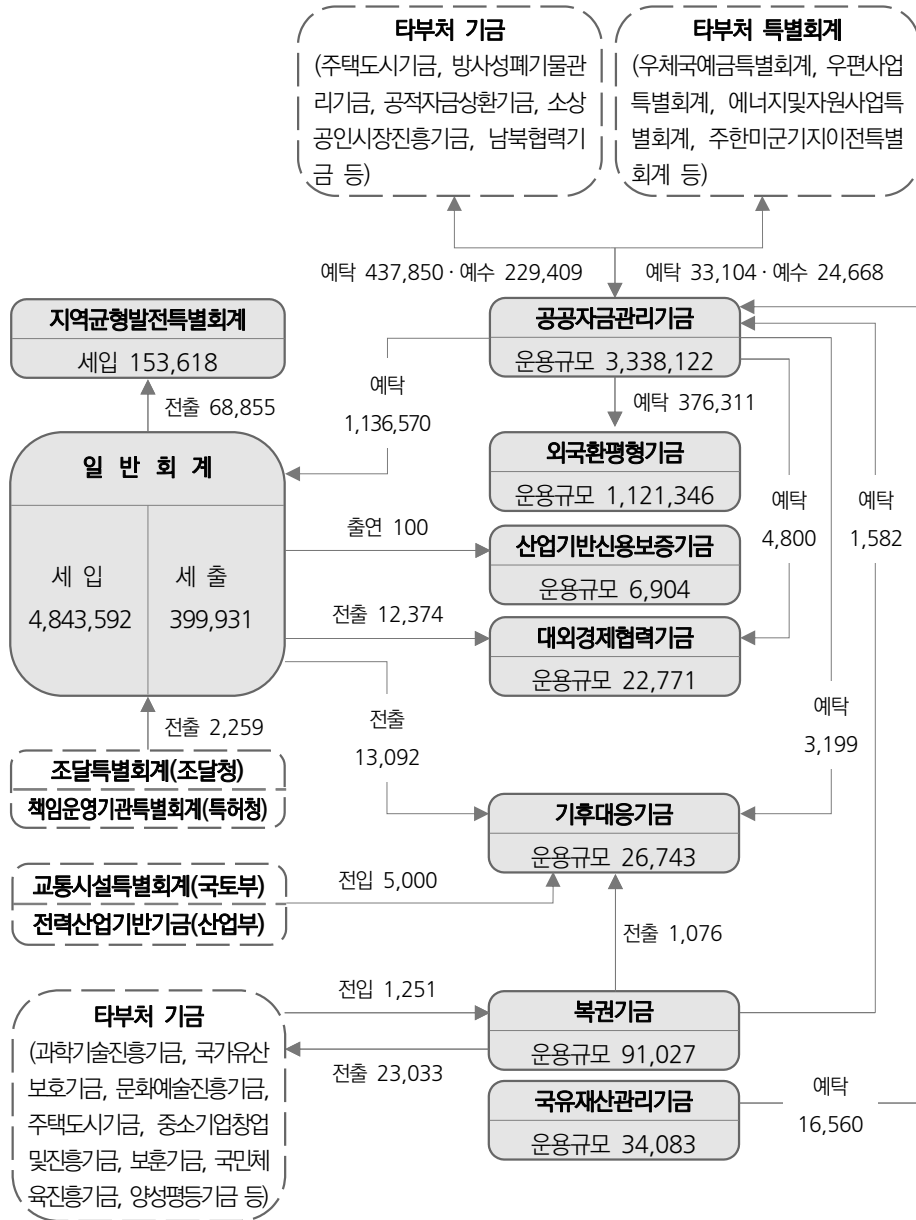 타부처 기금
(주택도시기금, 방사성폐기물관
리기금, 공적자금상환기금, 소상
공인시장진흥기금, 남북협력기
금 등)
타부처 특별회계
(우체국예금특별회계, 우편사업
특별회계, 에너지및자원사업특
별회계, 주한미군기지이전특별
회계 등)
예탁 437,850 · 예수 229,409
예탁 33,104 · 예수 24,668
지역균형발전특별회계
세입 153,618
공공자금관리기금
운용규모 3,338,122
전출 68,855
예탁
1,136,570
예탁 376,311
일 반 회 계
세 입
4,843,592
세 출
399,931
외국환평형기금
운용규모 1,121,346
예탁
4,800
예탁
1,582
출연 100
산업기반신용보증기금
운용규모 6,904
전출 12,374
대외경제협력기금
운용규모 22,771
전출 2,259
전출
13,092
예탁
3,199
조달특별회계(조달청)
책임운영기관특별회계(특허청)
기후대응기금
운용규모 26,743
교통시설특별회계(국토부)
전력산업기반기금(산업부)
전입 5,000
전출 1,076
타부처 기금
(과학기술진흥기금, 국가유산
보호기금, 문화예술진흥기금,
주택도시기금, 중소기업창업
및진흥기금, 보훈기금, 국민체
육진흥기금, 양성평등기금 등)
전입 1,251
전출 23,033
복권기금
운용규모 91,027
국유재산관리기금
운용규모 34,083
예탁
16,560